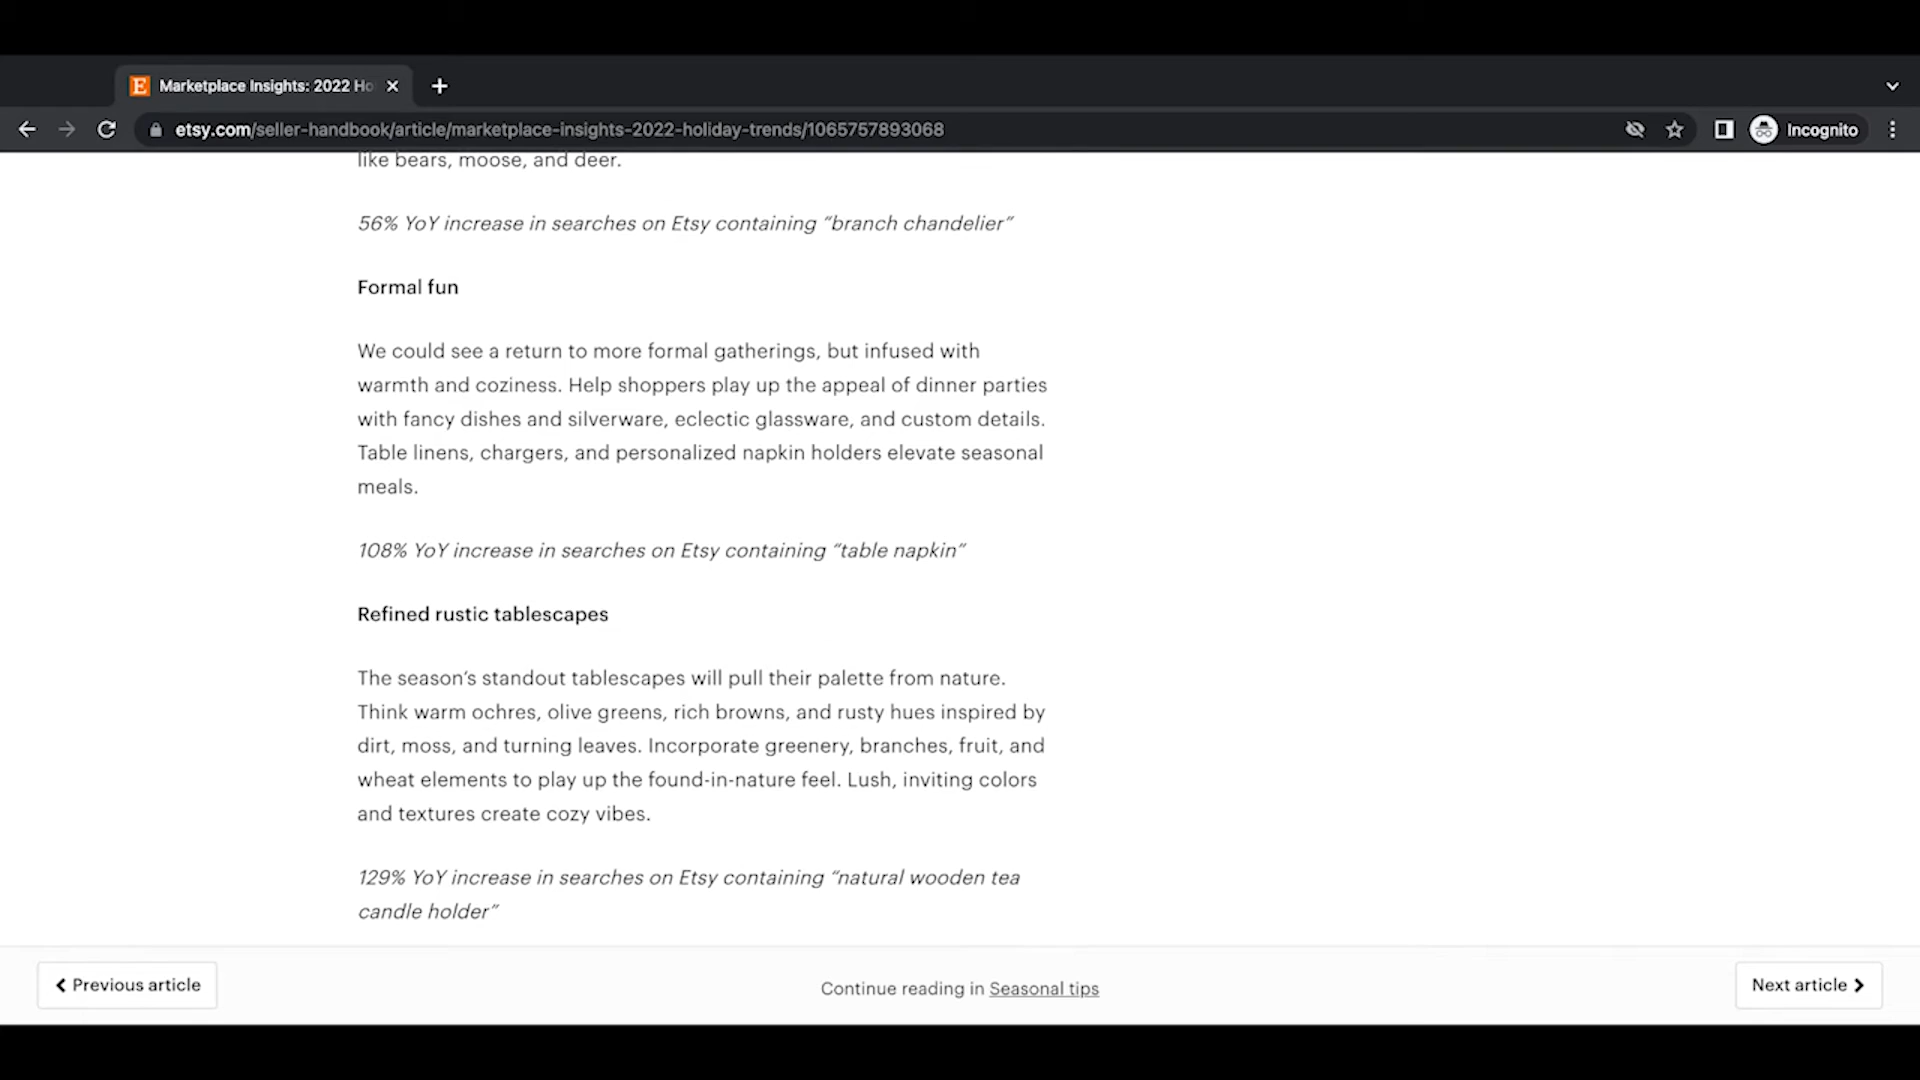 Marketplace Insights: 2022 Ho
etsy.com/seller-handbook/article/marketplace-insights-2022-holiday-trends/1065757893068
Incognito
like bears, moose, and deer.
56% YoY increase in searches on Etsy containing “branch chandelier”
Formal fun
We could see a return to more formal gatherings, but infused with
warmth and coziness. Help shoppers play up the appeal of dinner parties
with fancy dishes and silverware, eclectic glassware, and custom details.
Table linens, chargers, and personalized napkin holders elevate seasonal
meals.
108% YoY increase in searches on Etsy containing “table napkin”
Refined rustic tablescapes
The season’s standout tablescapes will pull their palette from nature.
Think warm ochres, olive greens, rich browns, and rusty hues inspired by
dirt, moss, and turning leaves. Incorporate greenery, branches, fruit, and
wheat elements to play up the found-in-nature feel. Lush, inviting colors
and textures create cozy vibes.
129% YoY increase in searches on Etsy containing “natural wooden tea
candle holder”
Previous article
Continue reading in Seasonal tips
Next article